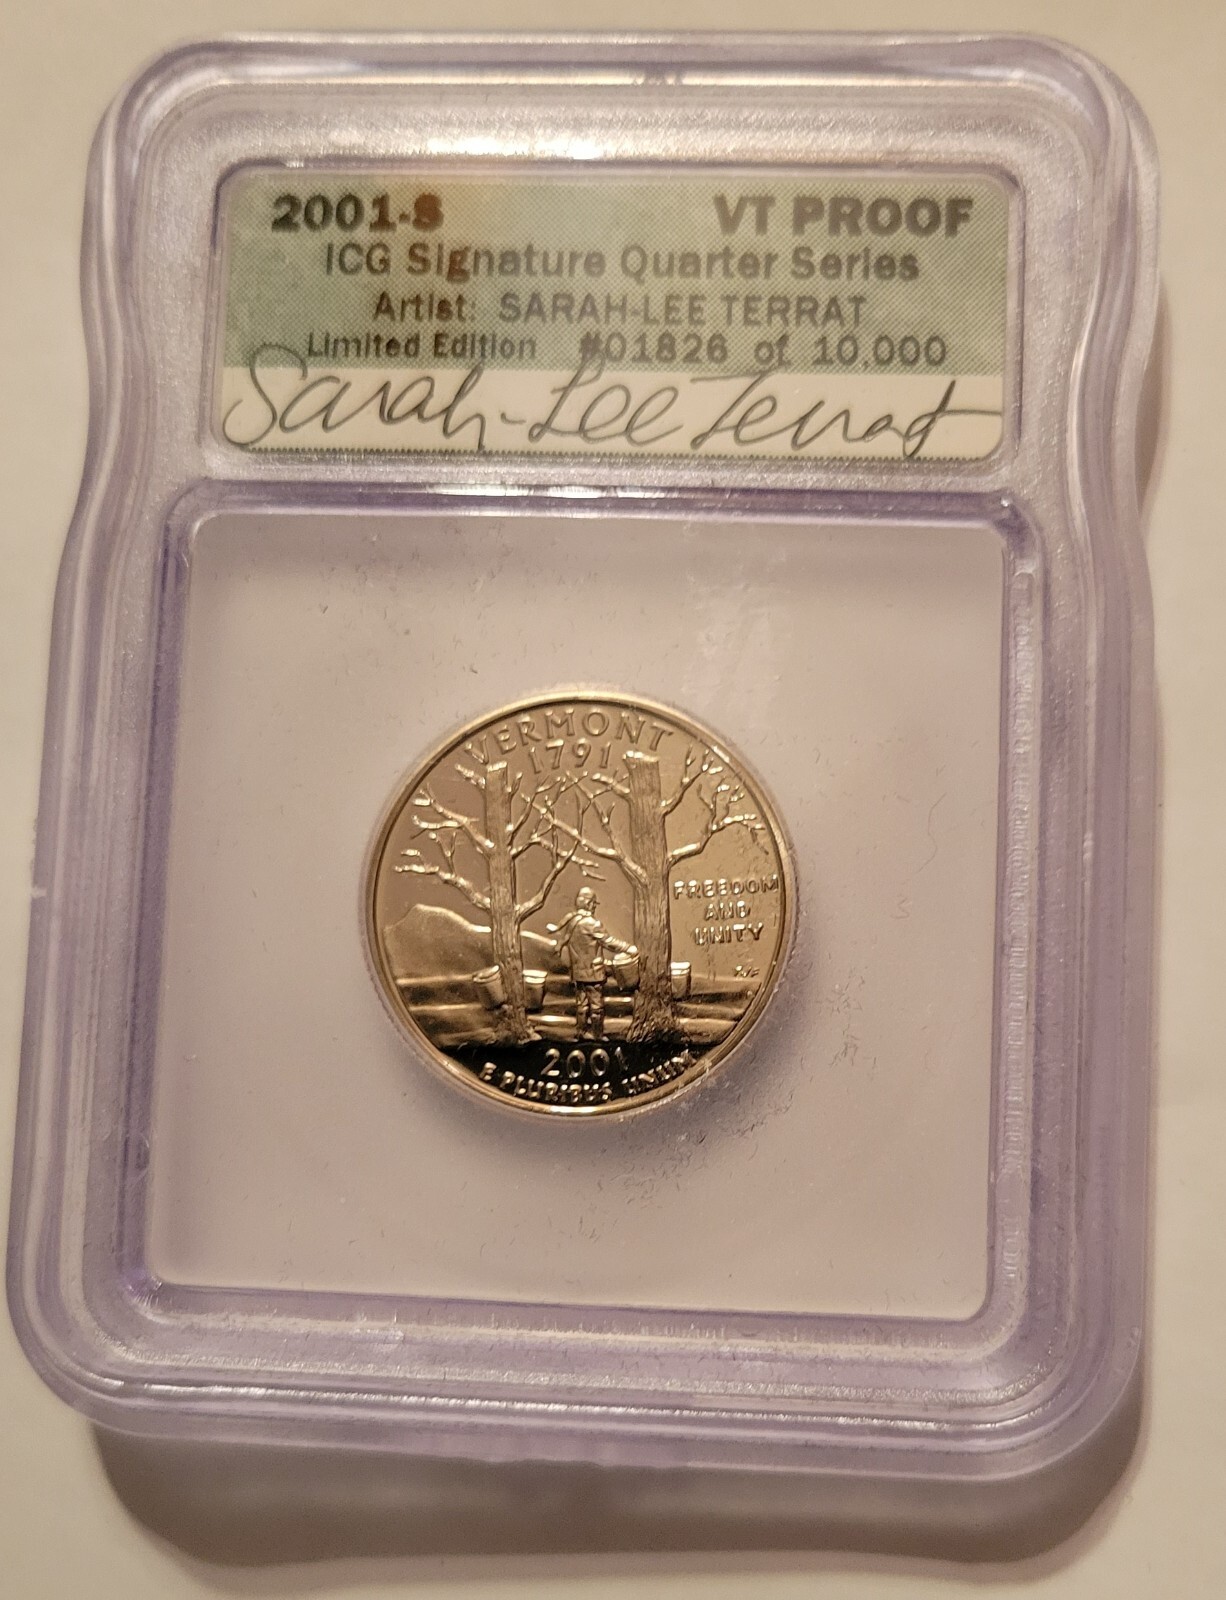 2001-S VT PROOF
ICG Signature Quarter Series
Artist: SARAH-LEE TERRAT
Limited Edition #01826 of 10,000
Sarah-Lee Terrat
VERMONT
1791
FREEDOM
AND
UNITY
2001
E PLURIBUS UNUM